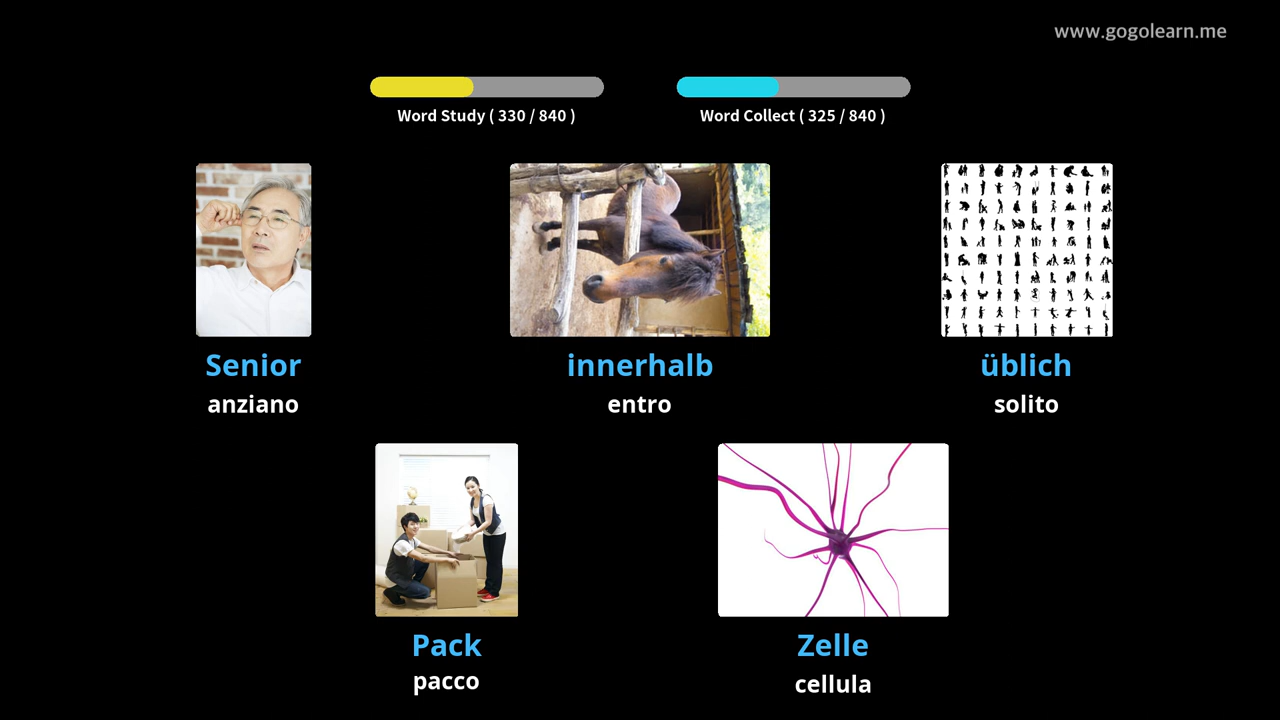 www.gogolearn.me
Word Study ( 330 / 840 )
Word Collect ( 325 / 840 )
Senior
anziano
innerhalb
entro
üblich
solito
Pack
pacco
Zelle
cellula